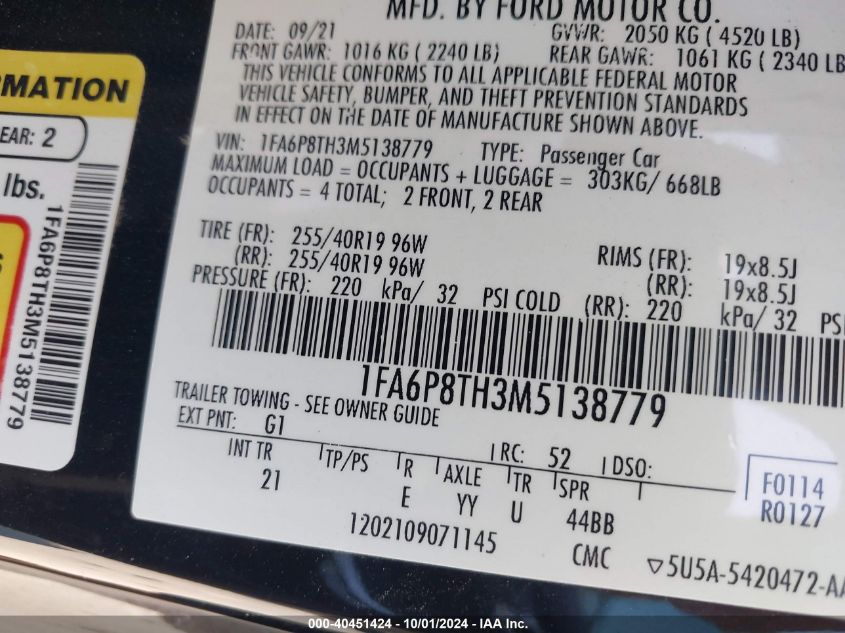 MFD. BY FORD MOTOR CO.
DATE: 09/21 GVWR: 2050 KG ( 4520 LB)
FRONT GAWR: 1016 KG ( 2240 LB) REAR GAWR: 1061 KG ( 2340 LB
THIS VEHICLE CONFORMS TO ALL APPLICABLE FEDERAL MOTOR
VEHICLE SAFETY, BUMPER, AND THEFT PREVENTION STANDARDS
IN EFFECT ON THE DATE OF MANUFACTURE SHOWN ABOVE.
VIN: 1FA6P8TH3M5138779 TYPE: Passenger Car
MAXIMUM LOAD = OCCUPANTS + LUGGAGE = 303KG/ 668LB
OCCUPANTS = 4 TOTAL; 2 FRONT, 2 REAR
TIRE (FR): 255/40R19 96W RIMS (FR): 19x8.5J
(RR): 255/40R19 96W (RR): 19x8.5J
PRESSURE (FR): 220 kPa/ 32 PSI COLD (RR): 220 kPa/ 32 PSI
1FA6P8TH3M5138779
TRAILER TOWING - SEE OWNER GUIDE
EXT PNT: G1 RC: 52 DSO:
INT TR TP/PS R AXLE TR SPR F0114
21 E YY U 44BB R0127
1202109071145 CMC ▽5U5A-5420472-AA
RMATION
EAR: 2
lbs.
1FA6P8TH3M5138779
000-40451424 - 10/01/2024 - IAA Inc.